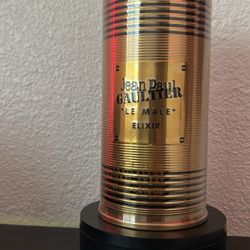 Jean Paul
GAULTIER
"LE MALE"
ELIXIR